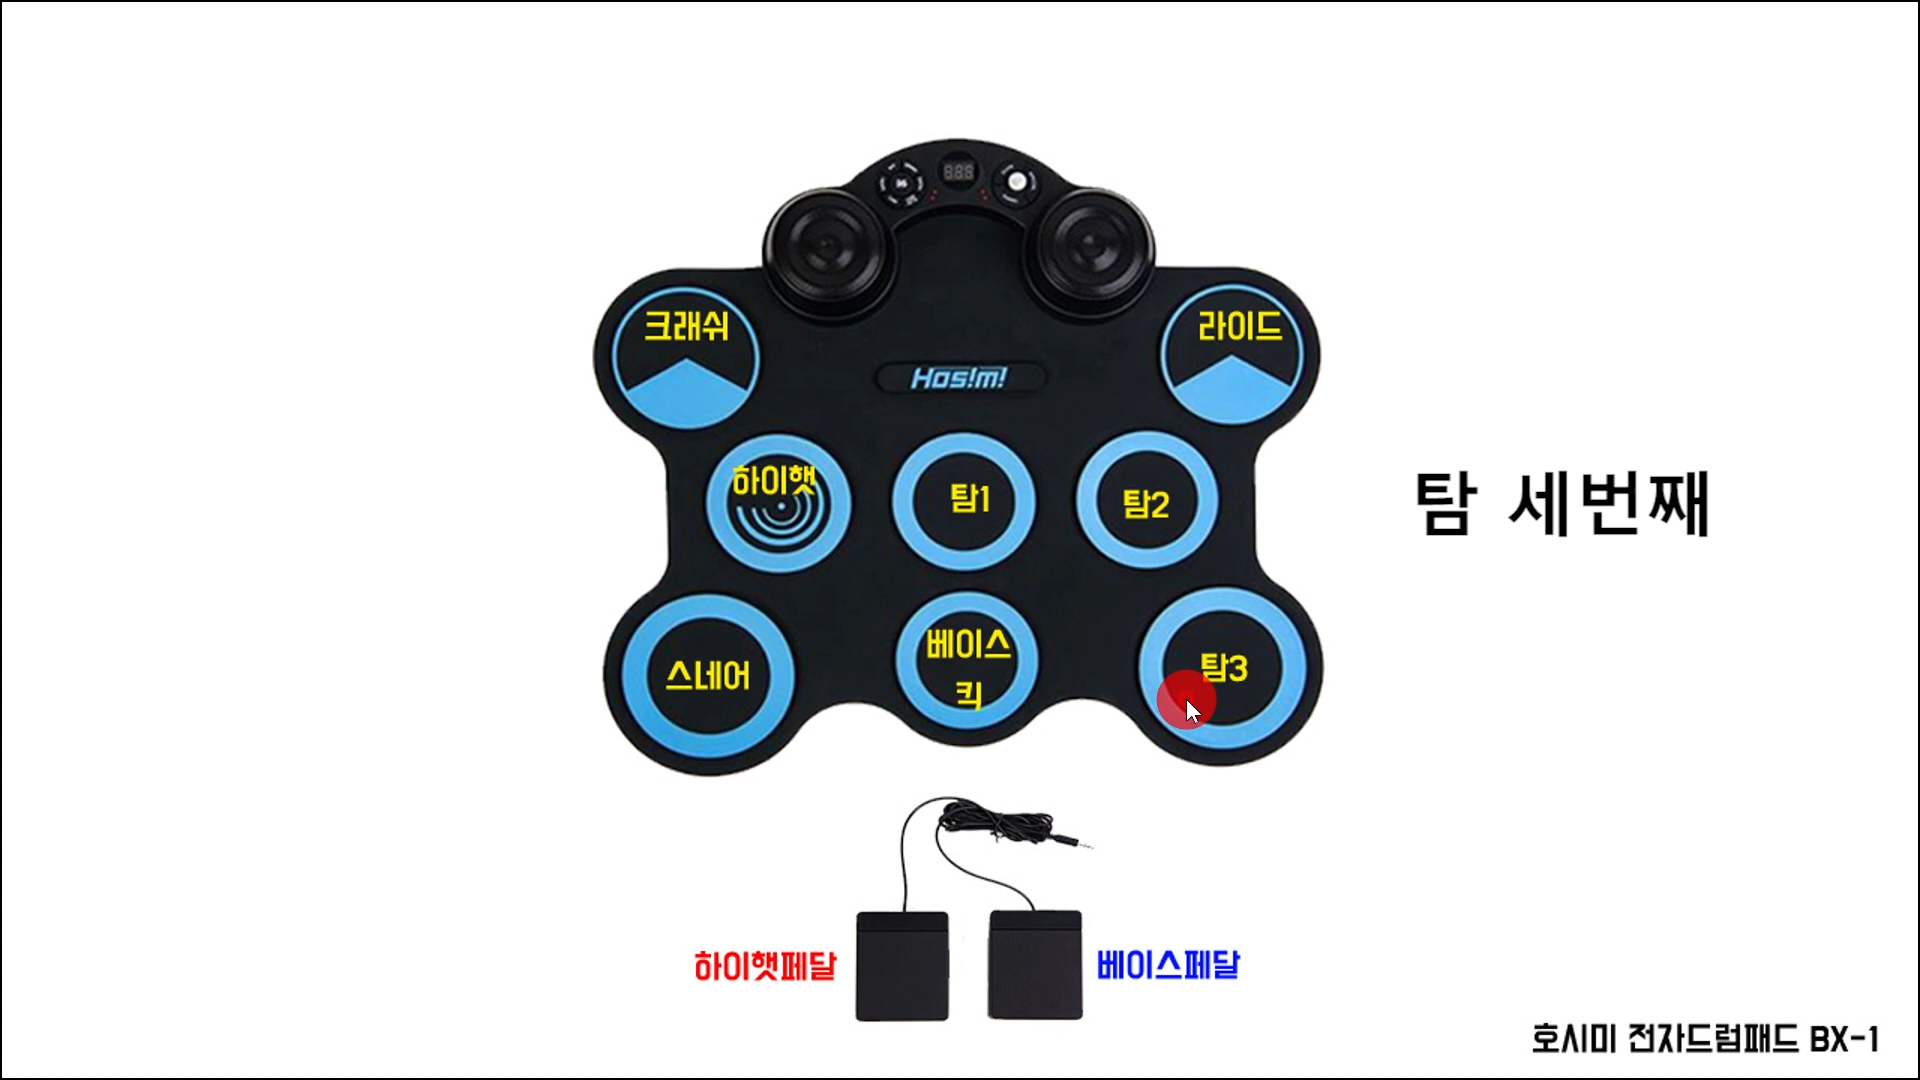 크래쉬
라이드
Hos!m!
하이햇
탐1
탐2
탐 세번째
스네어
베이스
킥
탐3
하이햇페달
베이스페달
호시미 전자드럼패드 BX-1